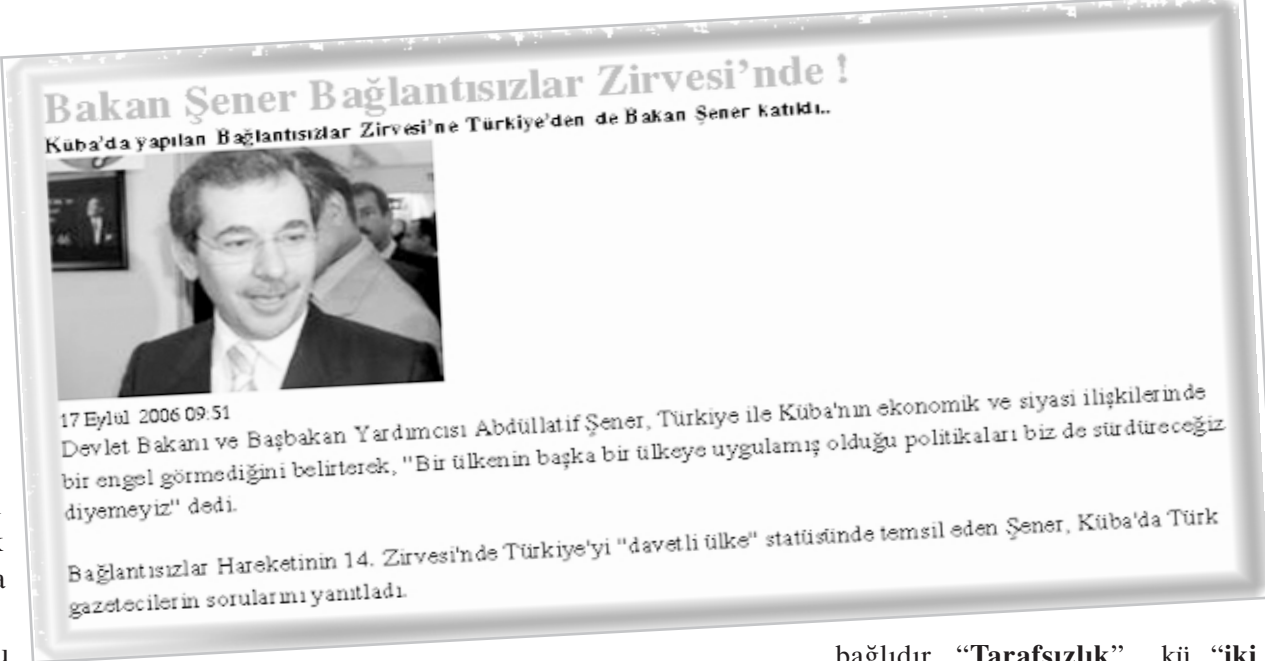 Bakan Şener Bağlantısızlar Zirvesi’nde !
Küba'da yapılan Bağlantısızlar Zirvesi’ne Türkiye’den de Bakan Şener katıldı..
17 Eylül 2006 09:51
Devlet Bakanı ve Başbakan Yardımcısı Abdüllatif Şener, Türkiye ile Küba'nın ekonomik ve siyasi ilişkilerinde
bir engel görmediğini belirterek, "Bir ülkenin başka bir ülkeye uygulamış olduğu politikaları biz de sürdüreceğiz
diyemeyiz" dedi.
Bağlantısızlar Hareketinin 14. Zirvesi'nde Türkiye'yi "davetli ülke" statüsünde temsil eden Şener, Küba'da Türk
gazetecilerin sorularını yanıtladı.
bağlıdır. “Tarafsızlık”
kü “iki